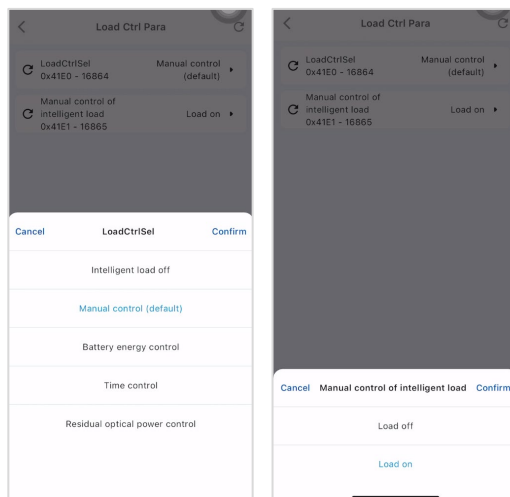 Load Ctrl Para
LoadCtrlSel
0x41E0 - 16864
Manual control
(default)
Manual control of
intelligent load
0x41E1 - 16865
Load on
Cancel LoadCtrlSel Confirm
Intelligent load off
Manual control (default)
Battery energy control
Time control
Residual optical power control
Load Ctrl Para
LoadCtrlSel
0x41E0 - 16864
Manual control
(default)
Manual control of
intelligent load
0x41E1 - 16865
Load on
Cancel Manual control of intelligent load Confirm
Load off
Load on